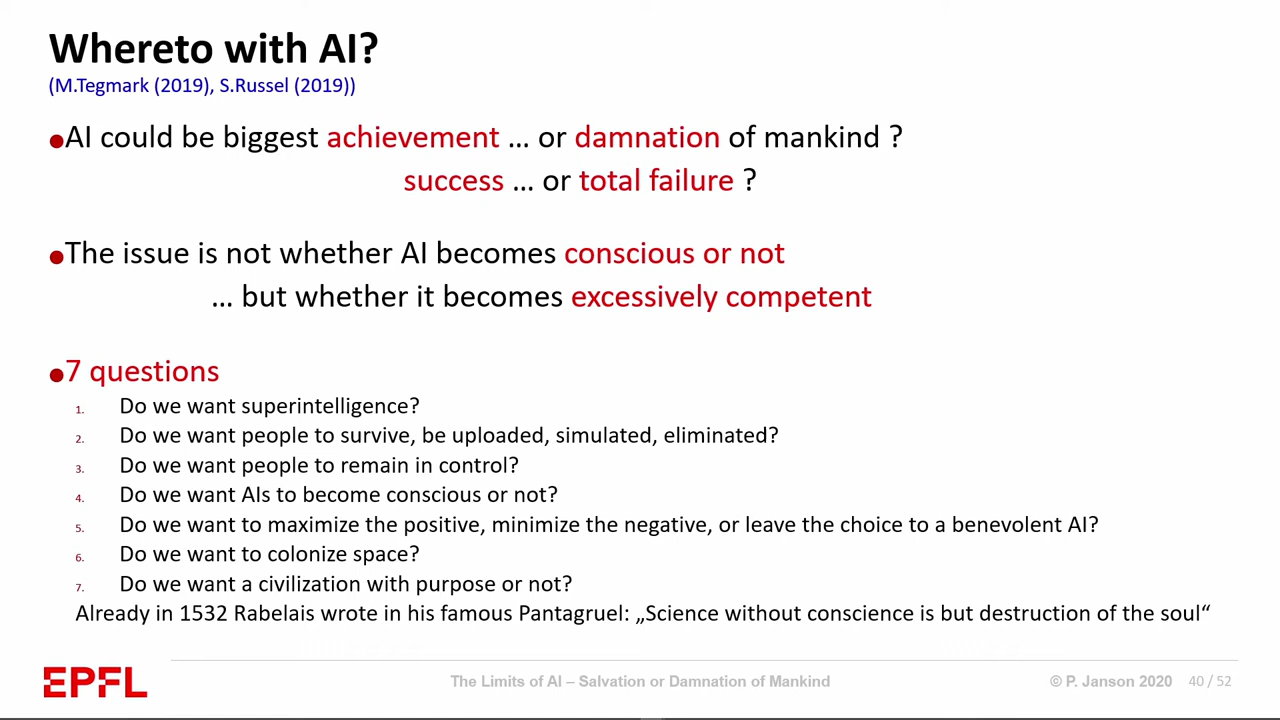 Whereto with AI?
(M.Tegmark (2019), S.Russel (2019))
●AI could be biggest achievement ... or damnation of mankind ?
success ... or total failure ?
●The issue is not whether AI becomes conscious or not
... but whether it becomes excessively competent
●7 questions
1. Do we want superintelligence?
2. Do we want people to survive, be uploaded, simulated, eliminated?
3. Do we want people to remain in control?
4. Do we want AIs to become conscious or not?
5. Do we want to maximize the positive, minimize the negative, or leave the choice to a benevolent AI?
6. Do we want to colonize space?
7. Do we want a civilization with purpose or not?
Already in 1532 Rabelais wrote in his famous Pantagruel: „Science without conscience is but destruction of the soul“
EPFL The Limits of AI – Salvation or Damnation of Mankind © P. Janson 2020 40 / 52